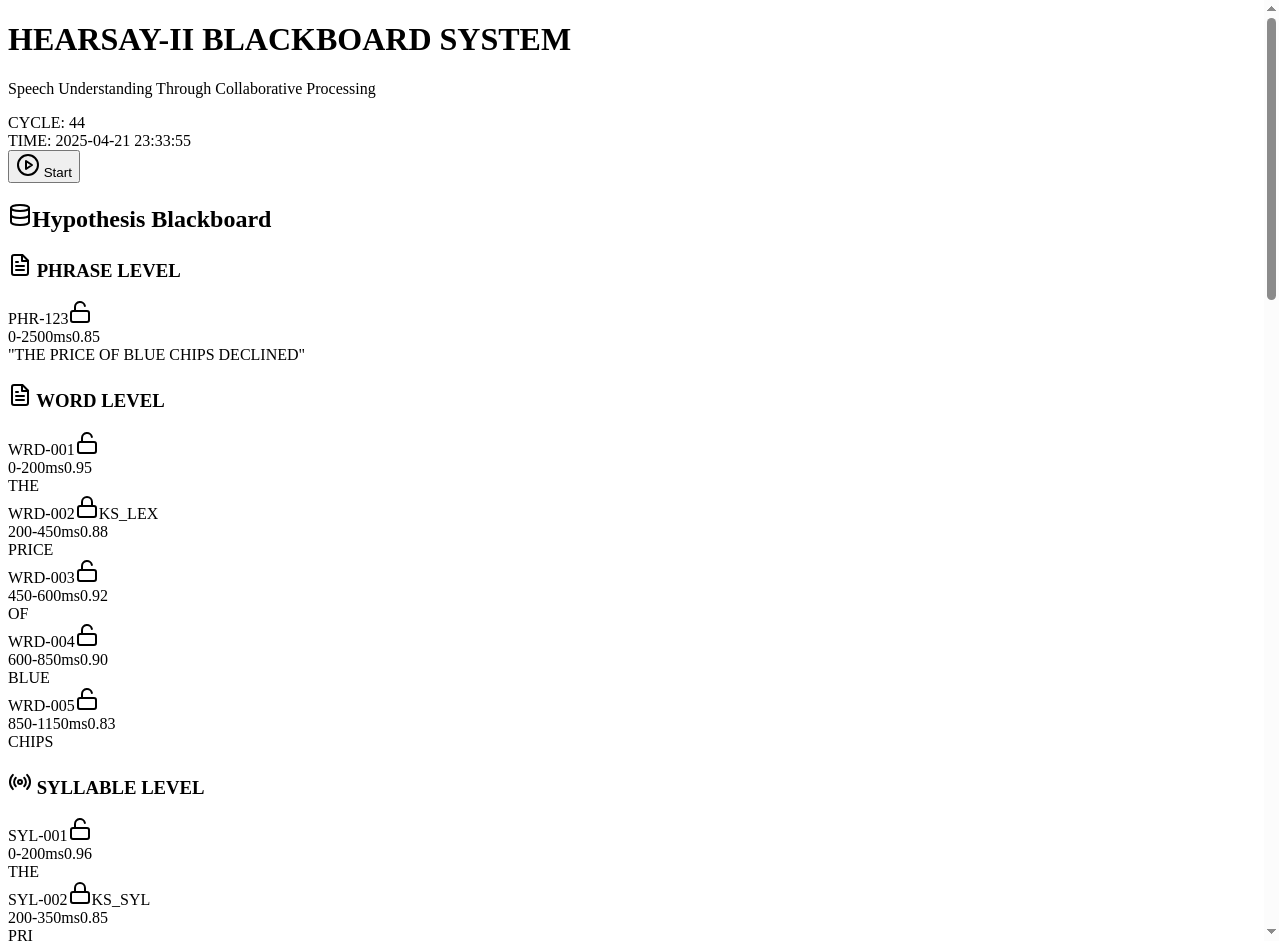 HEARSAY-II BLACKBOARD SYSTEM
Speech Understanding Through Collaborative Processing
CYCLE: 44
TIME: 2025-04-21 23:33:55
Start
Hypothesis Blackboard
PHRASE LEVEL
PHR-123
0-2500ms0.85
"THE PRICE OF BLUE CHIPS DECLINED"
WORD LEVEL
WRD-001
0-200ms0.95
THE
WRD-002 KS_LEX
200-450ms0.88
PRICE
WRD-003
450-600ms0.92
OF
WRD-004
600-850ms0.90
BLUE
WRD-005
850-1150ms0.83
CHIPS
SYLLABLE LEVEL
SYL-001
0-200ms0.96
THE
SYL-002 KS_SYL
200-350ms0.85
PRI